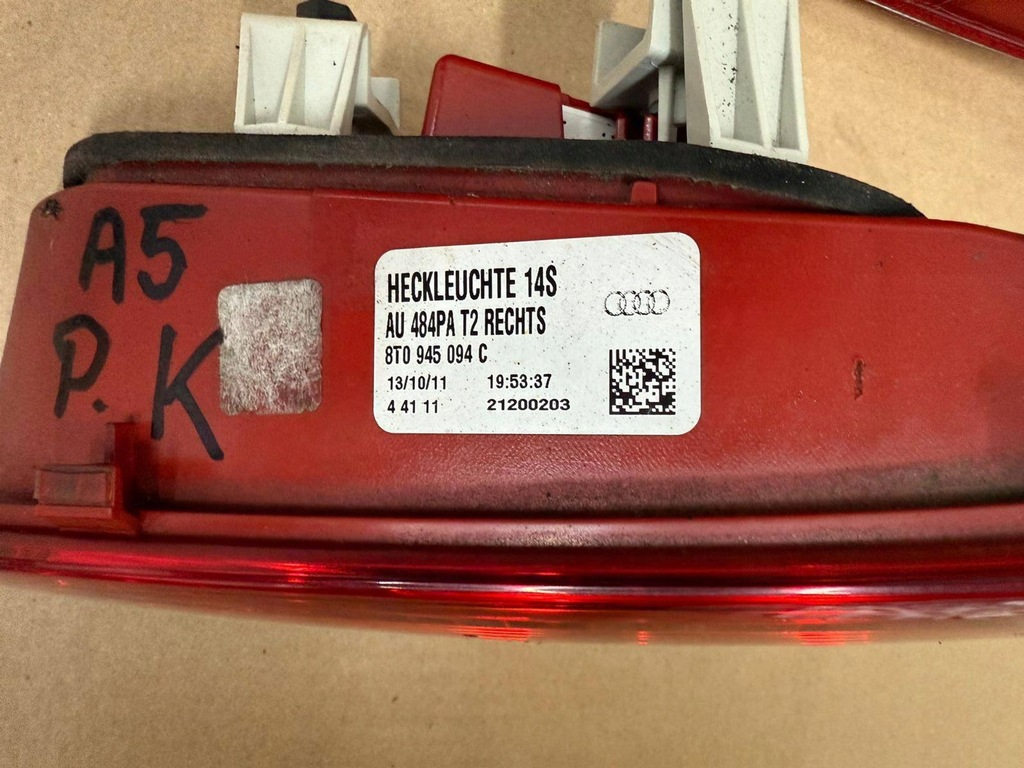 A5
P. K
HECKLEUCHTE 14S
AU 484PA T2 RECHTS
8T0 945 094 C
13/10/11 19:53:37
4 41 11 21200203